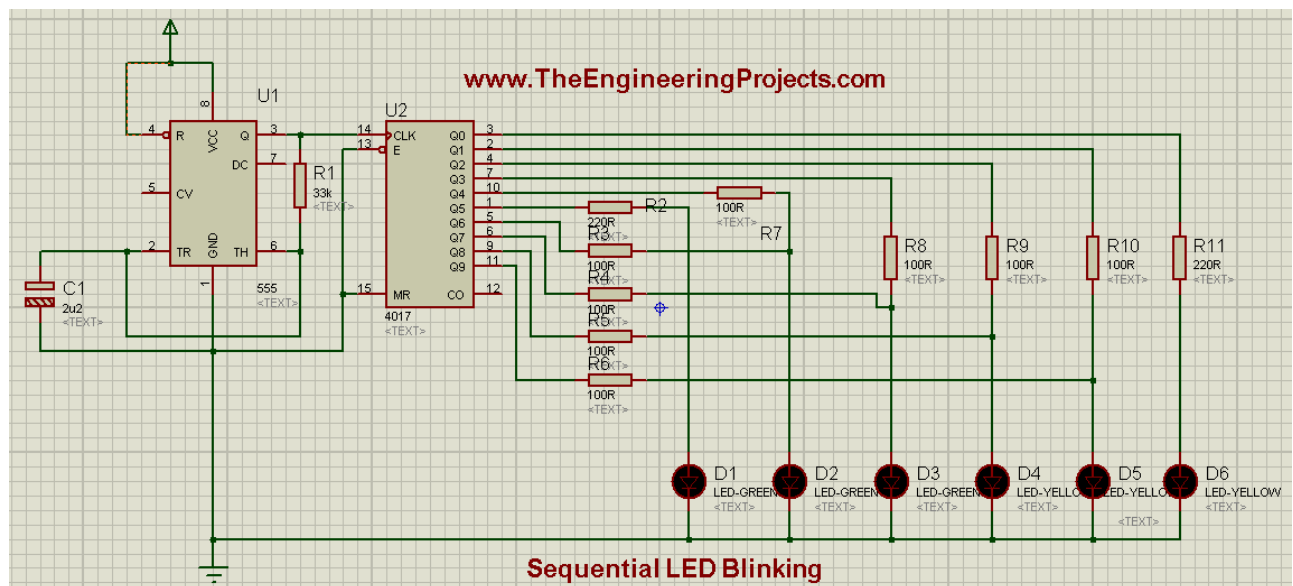 www.TheEngineeringProjects.com
U1
U2
8
4 R VCC Q 3
14 CLK Q0 3
13 E Q1 2
DC 7
Q2 4
R1
33k
<TEXT>
Q3 7
5 CV
Q4 10
100R
<TEXT>
R7
Q5 1
R2
220R
<TEXT>
Q6 5
R3
100R
<TEXT>
Q7 6
2 TR GND TH 6
Q8 9
Q9 11
R8
100R
<TEXT>
R9
100R
<TEXT>
R10
100R
<TEXT>
R11
220R
<TEXT>
1
555
<TEXT>
C1
2u2
<TEXT>
15 MR CO 12
4017
<TEXT>
R4
100R
<TEXT>
R5
100R
<TEXT>
R6
100R
<TEXT>
D1
LED-GREEN
<TEXT>
D2
LED-GREEN
<TEXT>
D3
LED-GREEN
<TEXT>
D4
LED-YELLOW
<TEXT>
D5
LED-YELLOW
<TEXT>
D6
LED-YELLOW
<TEXT>
Sequential LED Blinking